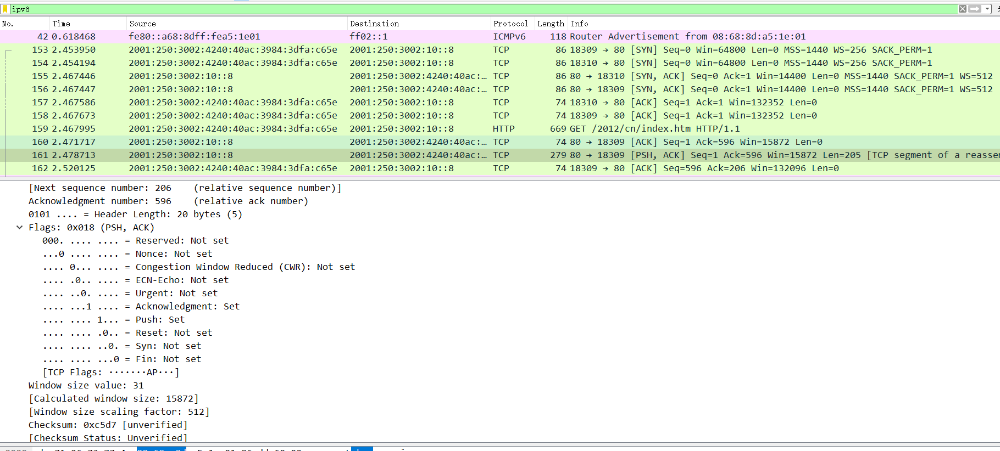 ipv6
No. Time Source Destination Protocol Length Info
42 0.618468 fe80::a68:8dff:fea5:1e01 ff02::1 ICMPv6 118 Router Advertisement from 08:68:8d:a5:1e:01
153 2.453950 2001:250:3002:4240:40ac:3984:3dfa:c65e 2001:250:3002:10::8 TCP 86 18309 → 80 [SYN] Seq=0 Win=64800 Len=0 MSS=1440 WS=256 SACK_PERM=1
154 2.454194 2001:250:3002:4240:40ac:3984:3dfa:c65e 2001:250:3002:10::8 TCP 86 18310 → 80 [SYN] Seq=0 Win=64800 Len=0 MSS=1440 WS=256 SACK_PERM=1
155 2.467446 2001:250:3002:10::8 2001:250:3002:4240:40ac:… TCP 86 80 → 18310 [SYN, ACK] Seq=0 Ack=1 Win=14400 Len=0 MSS=1440 SACK_PERM=1 WS=512
156 2.467447 2001:250:3002:10::8 2001:250:3002:4240:40ac:… TCP 86 80 → 18309 [SYN, ACK] Seq=0 Ack=1 Win=14400 Len=0 MSS=1440 SACK_PERM=1 WS=512
157 2.467586 2001:250:3002:4240:40ac:3984:3dfa:c65e 2001:250:3002:10::8 TCP 74 18310 → 80 [ACK] Seq=1 Ack=1 Win=132352 Len=0
158 2.467673 2001:250:3002:4240:40ac:3984:3dfa:c65e 2001:250:3002:10::8 TCP 74 18309 → 80 [ACK] Seq=1 Ack=1 Win=132352 Len=0
159 2.467995 2001:250:3002:4240:40ac:3984:3dfa:c65e 2001:250:3002:10::8 HTTP 669 GET /2012/cn/index.htm HTTP/1.1
160 2.471717 2001:250:3002:10::8 2001:250:3002:4240:40ac:… TCP 74 80 → 18309 [ACK] Seq=1 Ack=596 Win=15872 Len=0
161 2.478713 2001:250:3002:10::8 2001:250:3002:4240:40ac:… TCP 279 80 → 18309 [PSH, ACK] Seq=1 Ack=596 Win=15872 Len=205 [TCP segment of a reassem
162 2.520125 2001:250:3002:4240:40ac:3984:3dfa:c65e 2001:250:3002:10::8 TCP 74 18309 → 80 [ACK] Seq=596 Ack=206 Win=132096 Len=0
[Next sequence number: 206    (relative sequence number)]
Acknowledgment number: 596    (relative ack number)
0101 .... = Header Length: 20 bytes (5)
Flags: 0x018 (PSH, ACK)
000. .... .... = Reserved: Not set
...0 .... .... = Nonce: Not set
.... 0... .... = Congestion Window Reduced (CWR): Not set
.... .0.. .... = ECN-Echo: Not set
.... ..0. .... = Urgent: Not set
.... ...1 .... = Acknowledgment: Set
.... .... 1... = Push: Set
.... .... .0.. = Reset: Not set
.... .... ..0. = Syn: Not set
.... .... ...0 = Fin: Not set
[TCP Flags: ·······AP···]
Window size value: 31
[Calculated window size: 15872]
[Window size scaling factor: 512]
Checksum: 0xc5d7 [unverified]
[Checksum Status: Unverified]